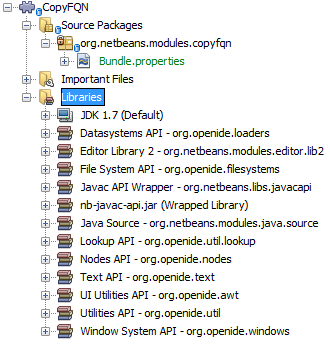 CopyFQN
Source Packages
org.netbeans.modules.copyfqn
Bundle.properties
Important Files
Libraries
JDK 1.7 (Default)
Datasystems API - org.openide.loaders
Editor Library 2 - org.netbeans.modules.editor.lib2
File System API - org.openide.filesystems
Javac API Wrapper - org.netbeans.libs.javacapi
nb-javac-api.jar (Wrapped Library)
Java Source - org.netbeans.modules.java.source
Lookup API - org.openide.util.lookup
Nodes API - org.openide.nodes
Text API - org.openide.text
UI Utilities API - org.openide.awt
Utilities API - org.openide.util
Window System API - org.openide.windows